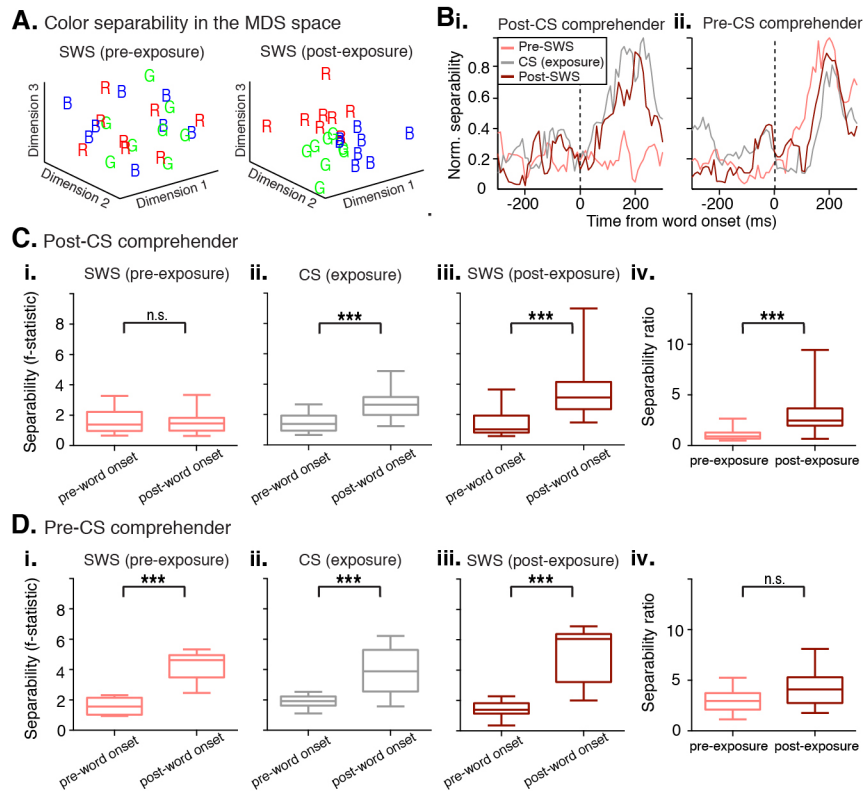 A. Color separability in the MDS space
SWS (pre-exposure)
SWS (post-exposure)
Dimension 3
Dimension 2
Dimension 1
R
B
G
Dimension 3
Dimension 2
Dimension 1
R
G
B
B i. Post-CS comprehender
ii. Pre-CS comprehender
Pre-SWS
CS (exposure)
Post-SWS
Norm. separability
0.8
0.6
0.4
0.2
0
-200 0 200
-200 0 200
Time from word onset (ms)
C. Post-CS comprehender
i. SWS (pre-exposure)
ii. CS (exposure)
iii. SWS (post-exposure)
iv.
n.s.
***
***
***
Separability (f-statistic)
8
6
4
2
0
pre-word onset
post-word onset
pre-word onset
post-word onset
pre-word onset
post-word onset
Separability ratio
10
5
0
pre-exposure post-exposure
D. Pre-CS comprehender
i. SWS (pre-exposure)
ii. CS (exposure)
iii. SWS (post-exposure)
iv.
***
***
***
n.s.
Separability (f-statistic)
8
6
4
2
0
pre-word onset
post-word onset
pre-word onset
post-word onset
pre-word onset
post-word onset
Separability ratio
10
5
0
pre-exposure post-exposure